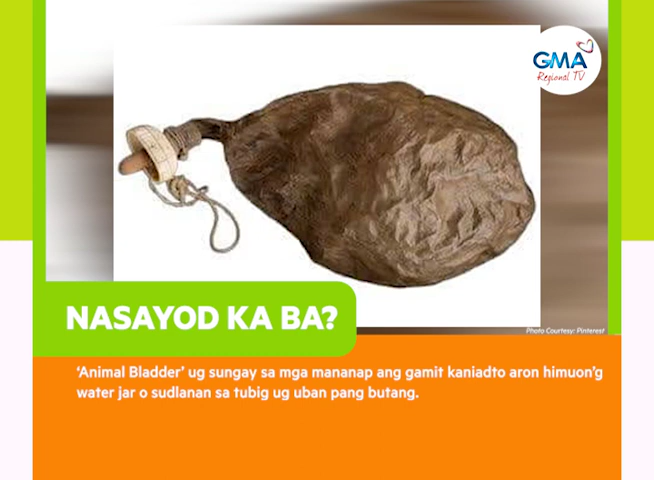 GMA
Regional TV
Photo Courtesy: Pinterest
NASAYOD KA BA?
‘Animal Bladder’ ug sungay sa mga mananap ang gamit kaniadto aron himuon’g
water jar o sudlanan sa tubig ug uban pang butang.